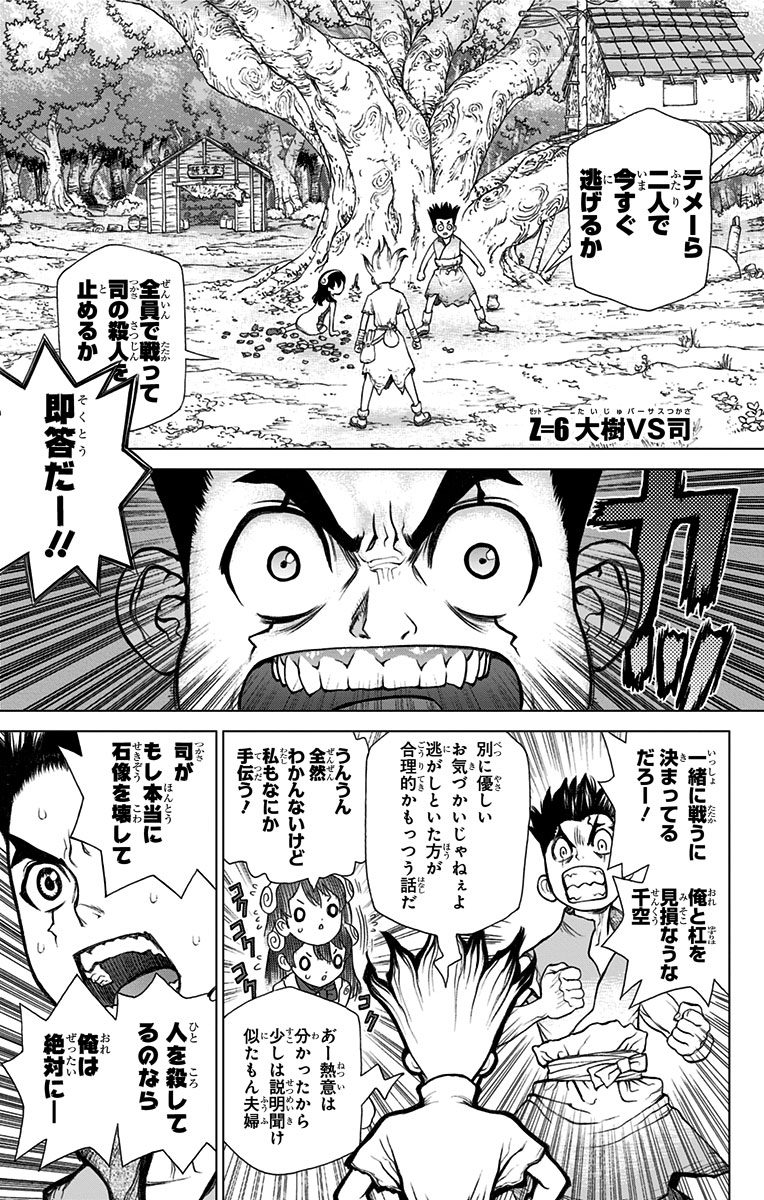 テメーら
二人で
今すぐ
逃げるか
全員で戦って
司の殺人を
止めるか
研究室
Z=6 大樹VS司
即答だー!!
ガ
一緒に戦うに
決まってる
だろー!
俺と杠を
見損なうな
千空
別に優しい
お気づかいじゃねぇよ
逃がしといた方が
合理的かもっつう話だ
うんうん
全然
わかんないけど
私もなにか
手伝う!
コクコクコク
コクコク
あー熱意は
分かったから
少しは説明聞け
似たもん夫婦
司が
もし本当に
石像を壊して
人を殺して
るのなら
俺は
絶対にー